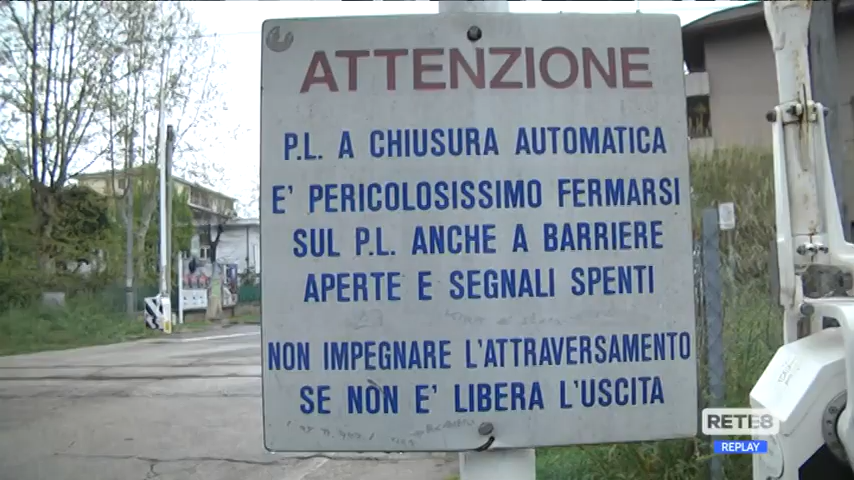 ATTENZIONE
P.L. A CHIUSURA AUTOMATICA
E' PERICOLOSISSIMO FERMARSI
SUL P.L. ANCHE A BARRIERE
APERTE E SEGNALI SPENTI
NON IMPEGNARE L'ATTRAVERSAMENTO
SE NON E' LIBERA L'USCITA
RETE8
REPLAY